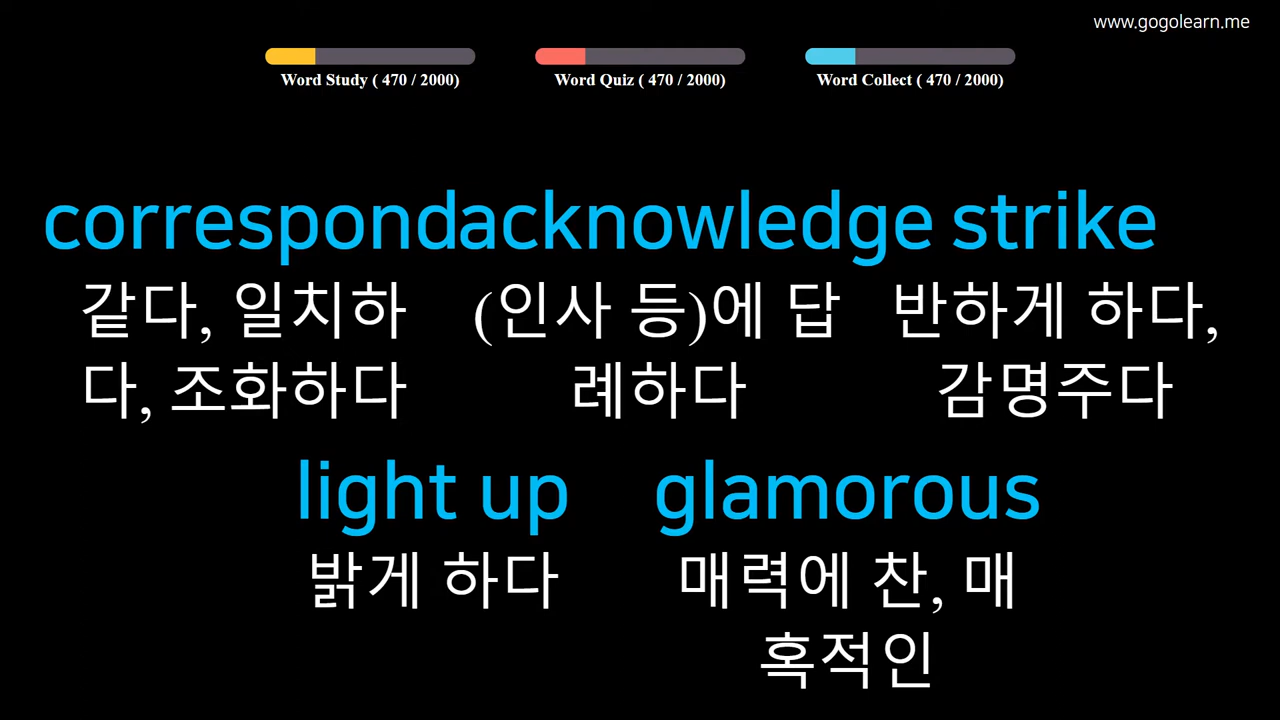 www.gogolearn.me
Word Study ( 470 / 2000) Word Quiz ( 470 / 2000) Word Collect ( 470 / 2000)
correspond acknowledge strike
같다, 일치하 (인사 등)에 답 반하게 하다,
다, 조화하다 례하다 감명주다
light up glamorous
밝게 하다 매력에 찬, 매
혹적인